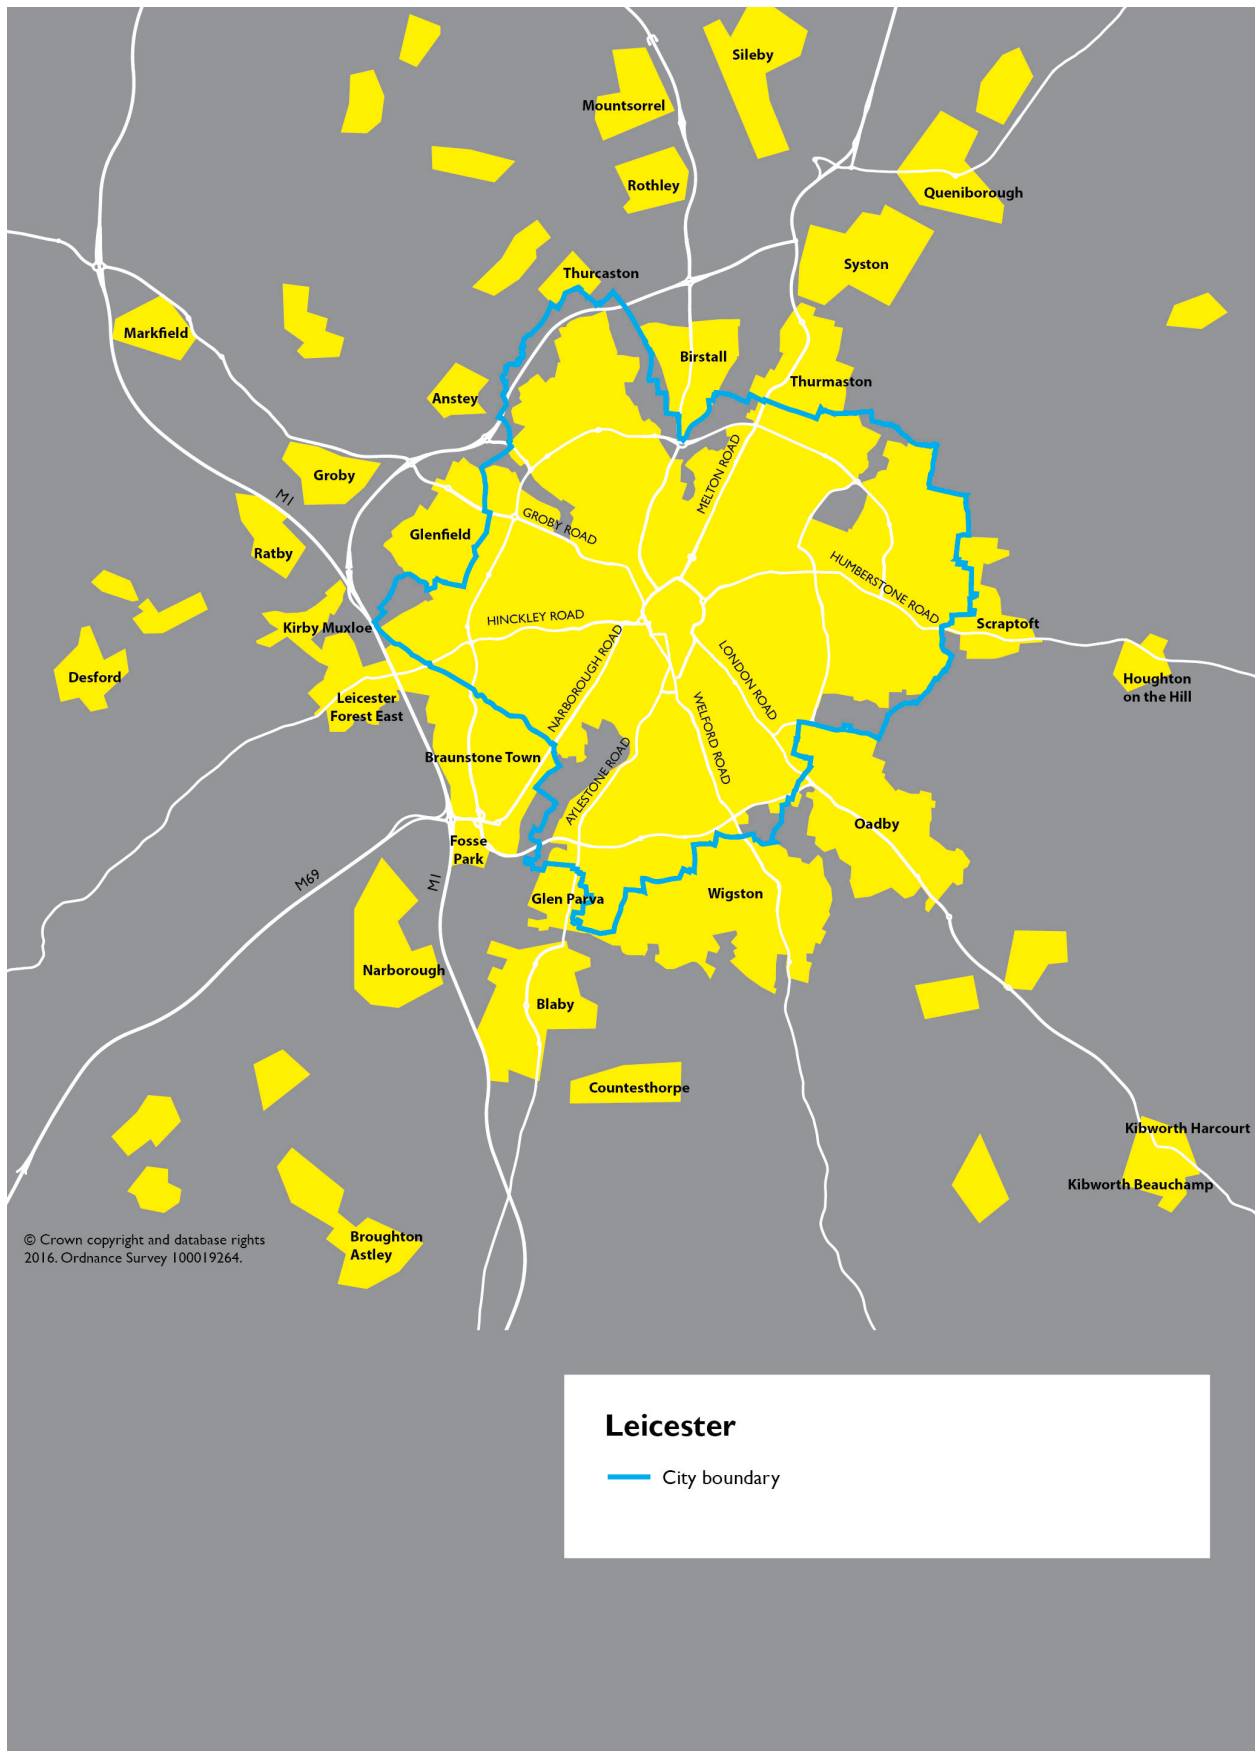 Sileby
Mountsorrel
Rothley
Queniborough
Syston
Thurcaston
Markfield
Birstall
Thurmaston
Anstey
MELTON ROAD
Groby
M1
GROBY ROAD
Glenfield
Ratby
HUMBERSTONE ROAD
HINCKLEY ROAD
Kirby Muxloe
Scraptoft
NARBOROUGH ROAD
LONDON ROAD
Desford
Houghton
on the Hill
Leicester
Forest East
WELFORD ROAD
Braunstone Town
AYLESTONE ROAD
Oadby
Fosse
Park
M69
M1
Glen Parva
Wigston
Narborough
Blaby
Countesthorpe
Kibworth Harcourt
Kibworth Beauchamp
Broughton
Astley
© Crown copyright and database rights
2016. Ordnance Survey 100019264.
Leicester
City boundary